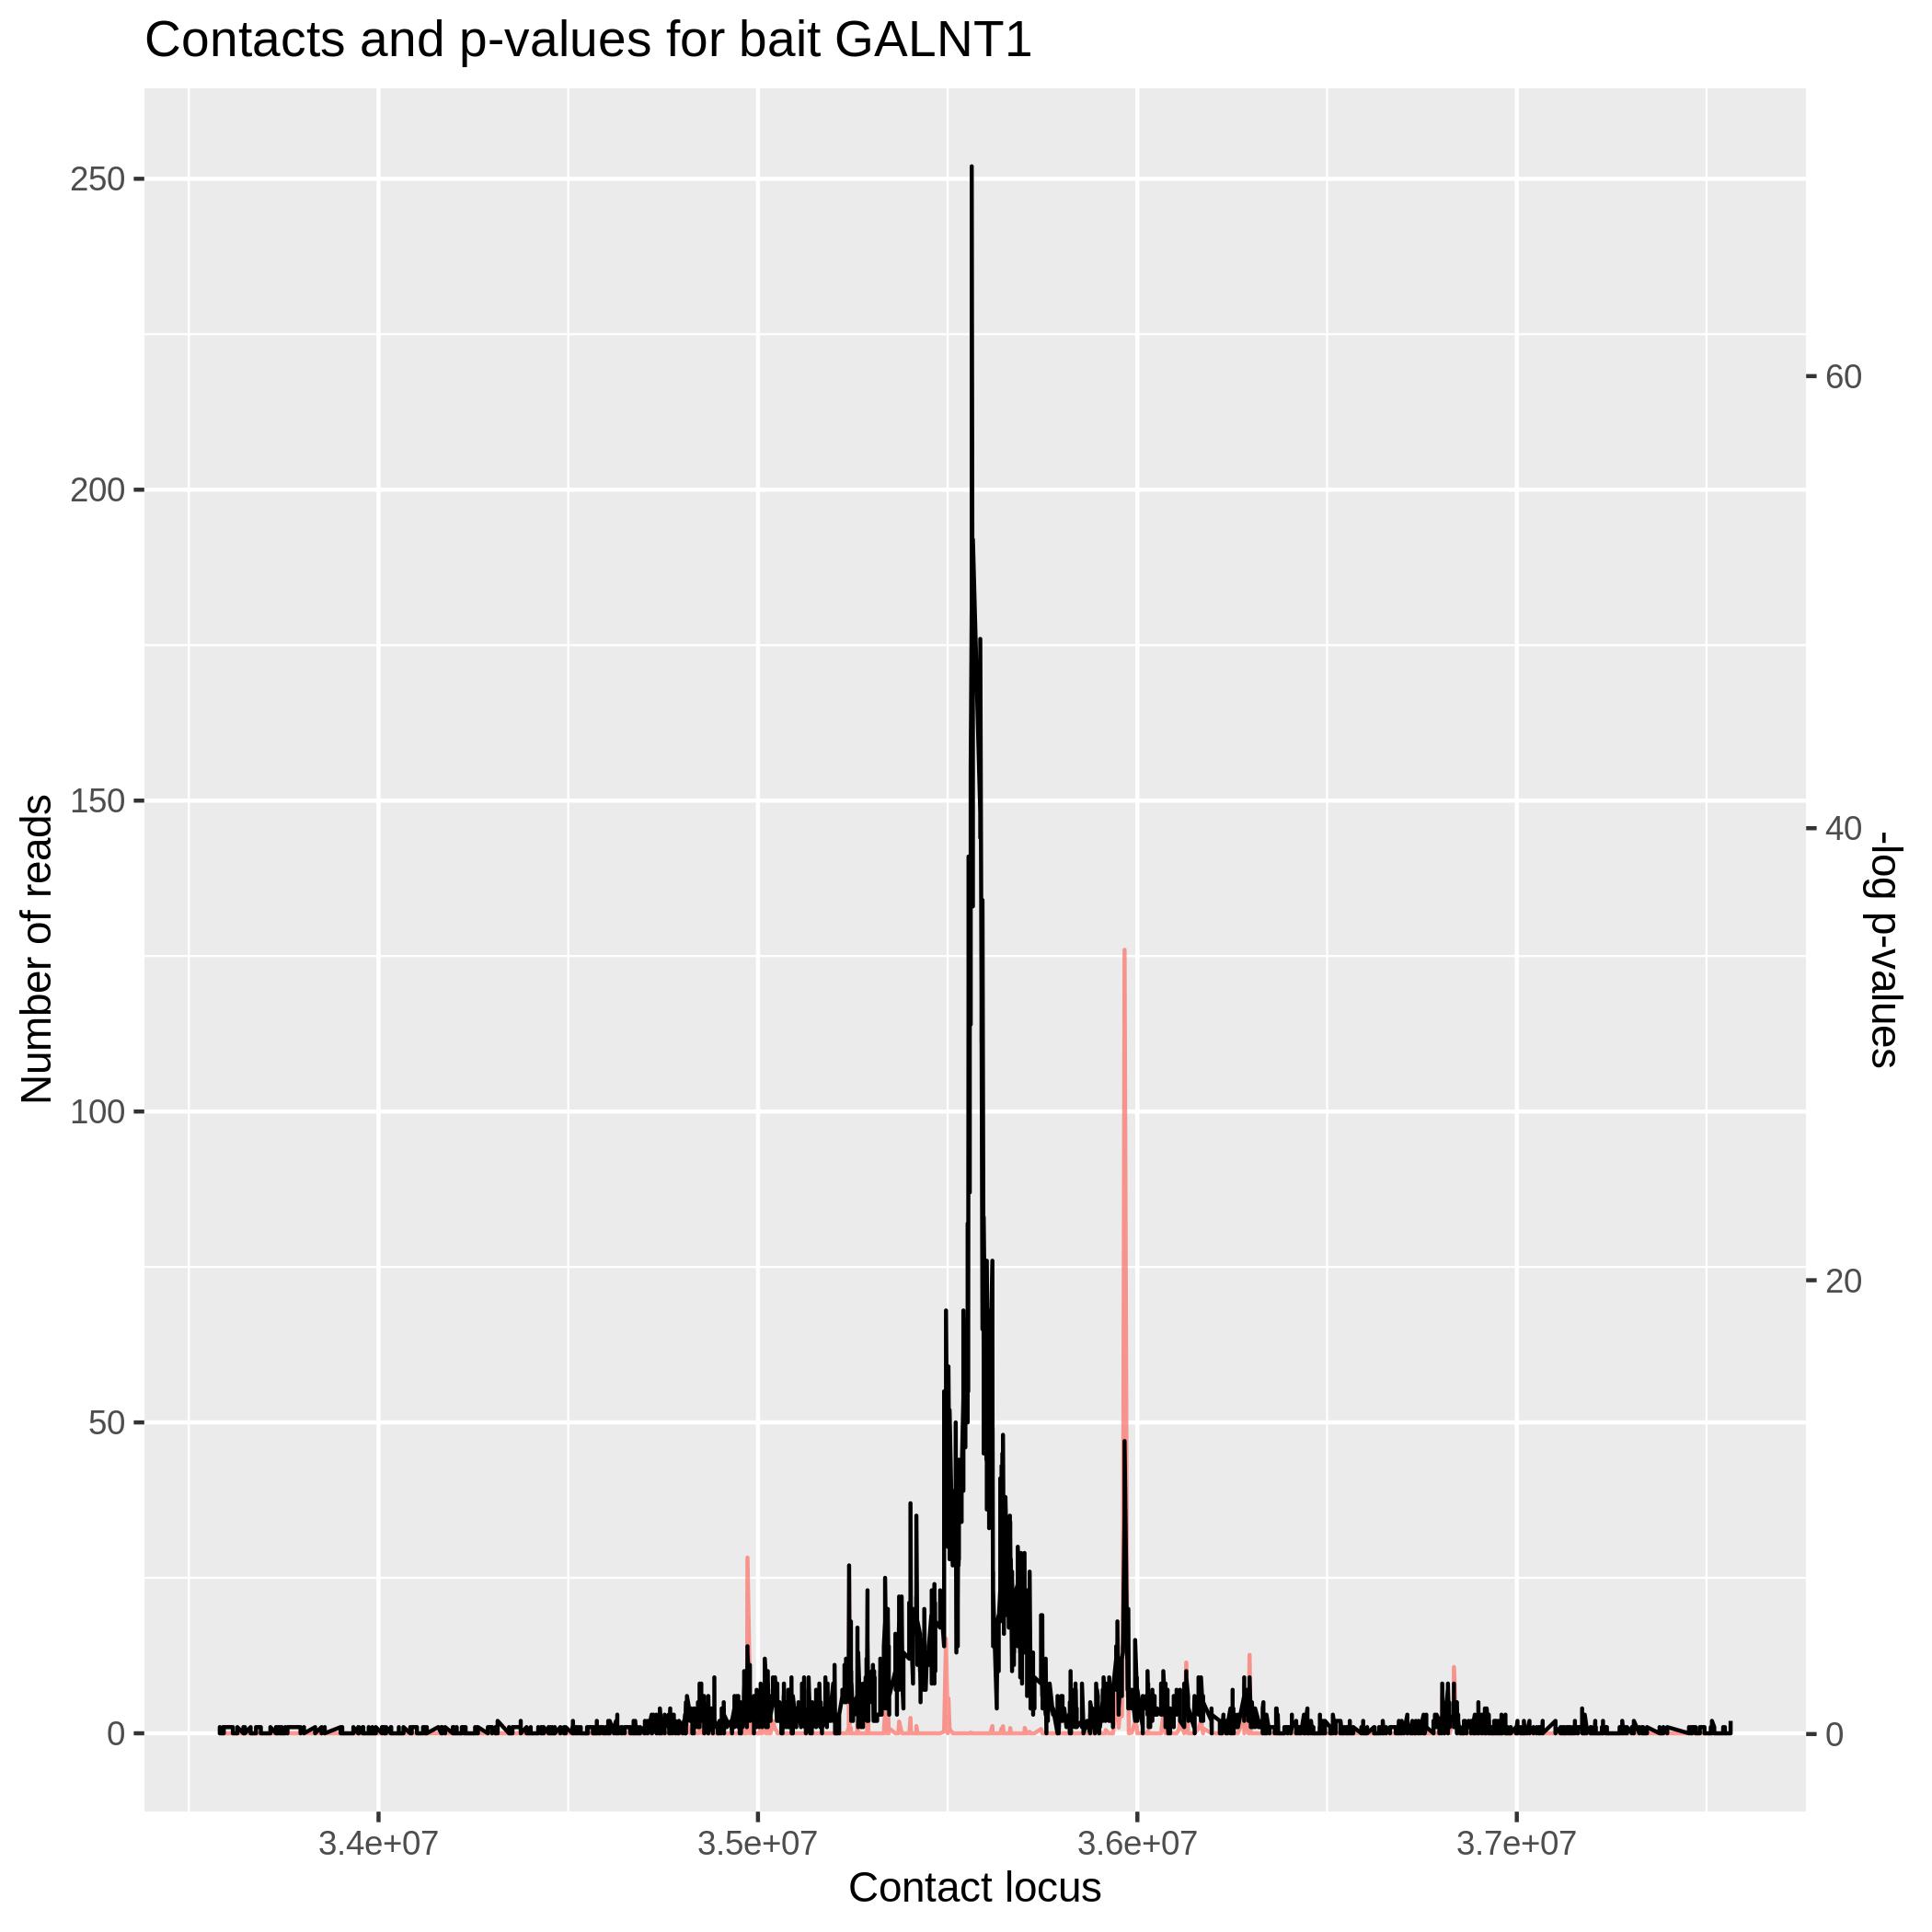 Contacts and p-values for bait GALNT1
250
200
150
100
50
0
Number of reads
60
40
20
0
-log p-values
3.4e+07
3.5e+07
3.6e+07
3.7e+07
Contact locus